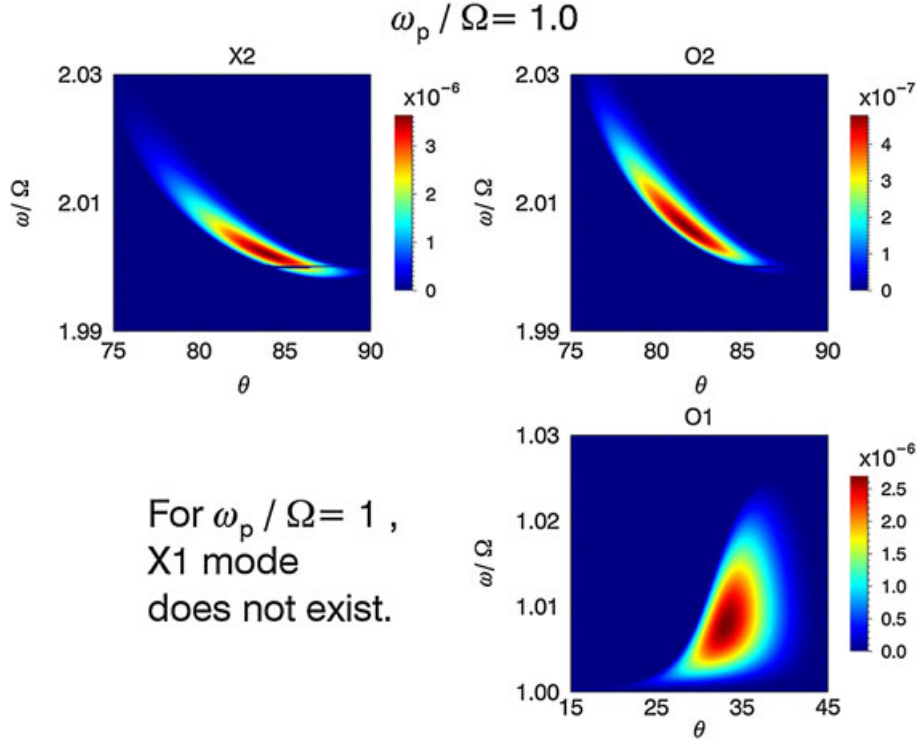 ωp / Ω = 1.0
X2
2.03
2.01
1.99
ω/ Ω
75 80 85 90
θ
x10⁻⁶
3
2
1
0
O2
2.03
2.01
1.99
ω/ Ω
75 80 85 90
θ
x10⁻⁷
4
3
2
1
0
For ωp / Ω = 1 ,
X1 mode
does not exist.
O1
1.03
1.02
1.01
1.00
ω/ Ω
15 25 35 45
θ
x10⁻⁶
2.5
2.0
1.5
1.0
0.5
0.0